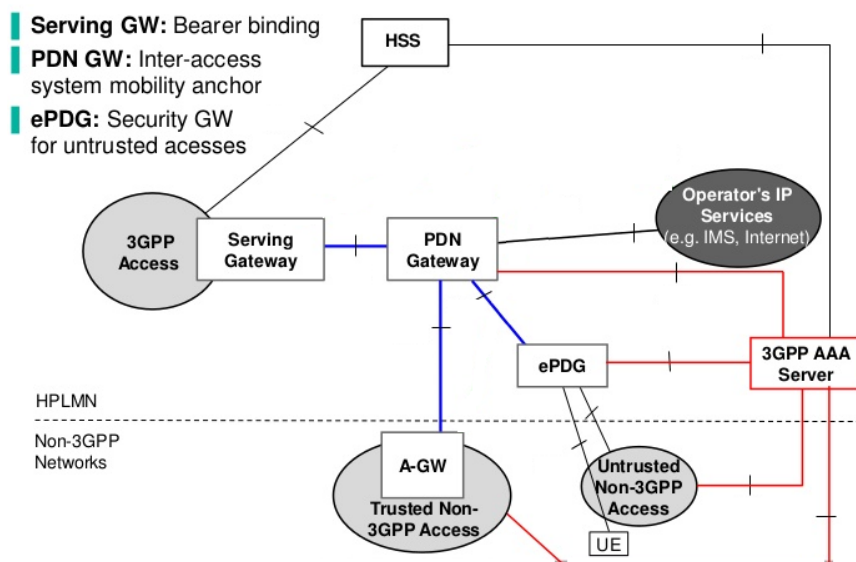 Serving GW: Bearer binding
PDN GW: Inter-access
system mobility anchor
ePDG: Security GW
for untrusted acesses
HSS
Operator's IP
Services
(e.g. IMS, Internet)
3GPP
Access
Serving
Gateway
PDN
Gateway
ePDG
3GPP AAA
Server
HPLMN
Non-3GPP
Networks
A-GW
Trusted Non-
3GPP Access
Untrusted
Non-3GPP
Access
UE